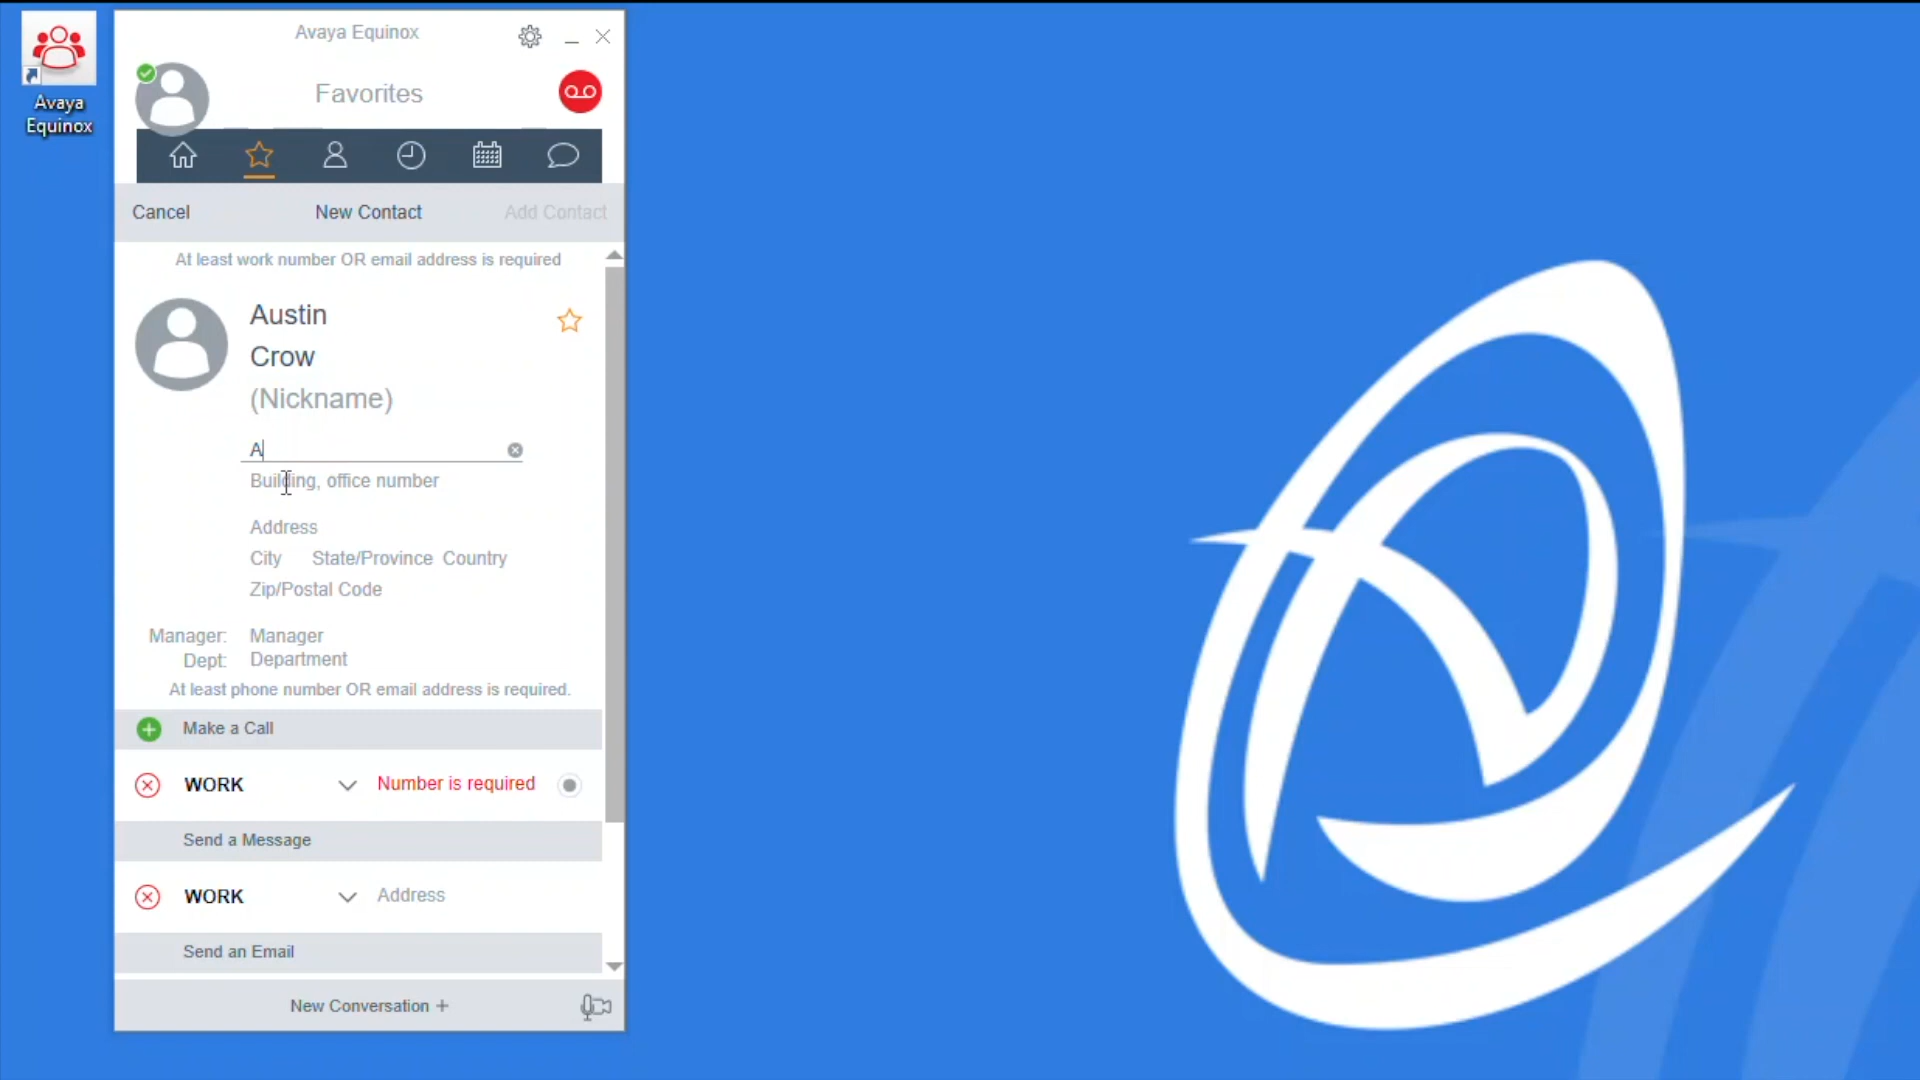 Avaya Equinox
Avaya Equinox
Favorites
Cancel New Contact Add Contact
At least work number OR email address is required
Austin
Crow
(Nickname)
A
Building, office number
Address
City State/Province Country
Zip/Postal Code
Manager: Manager
Dept: Department
At least phone number OR email address is required.
Make a Call
WORK Number is required
Send a Message
WORK Address
Send an Email
New Conversation +